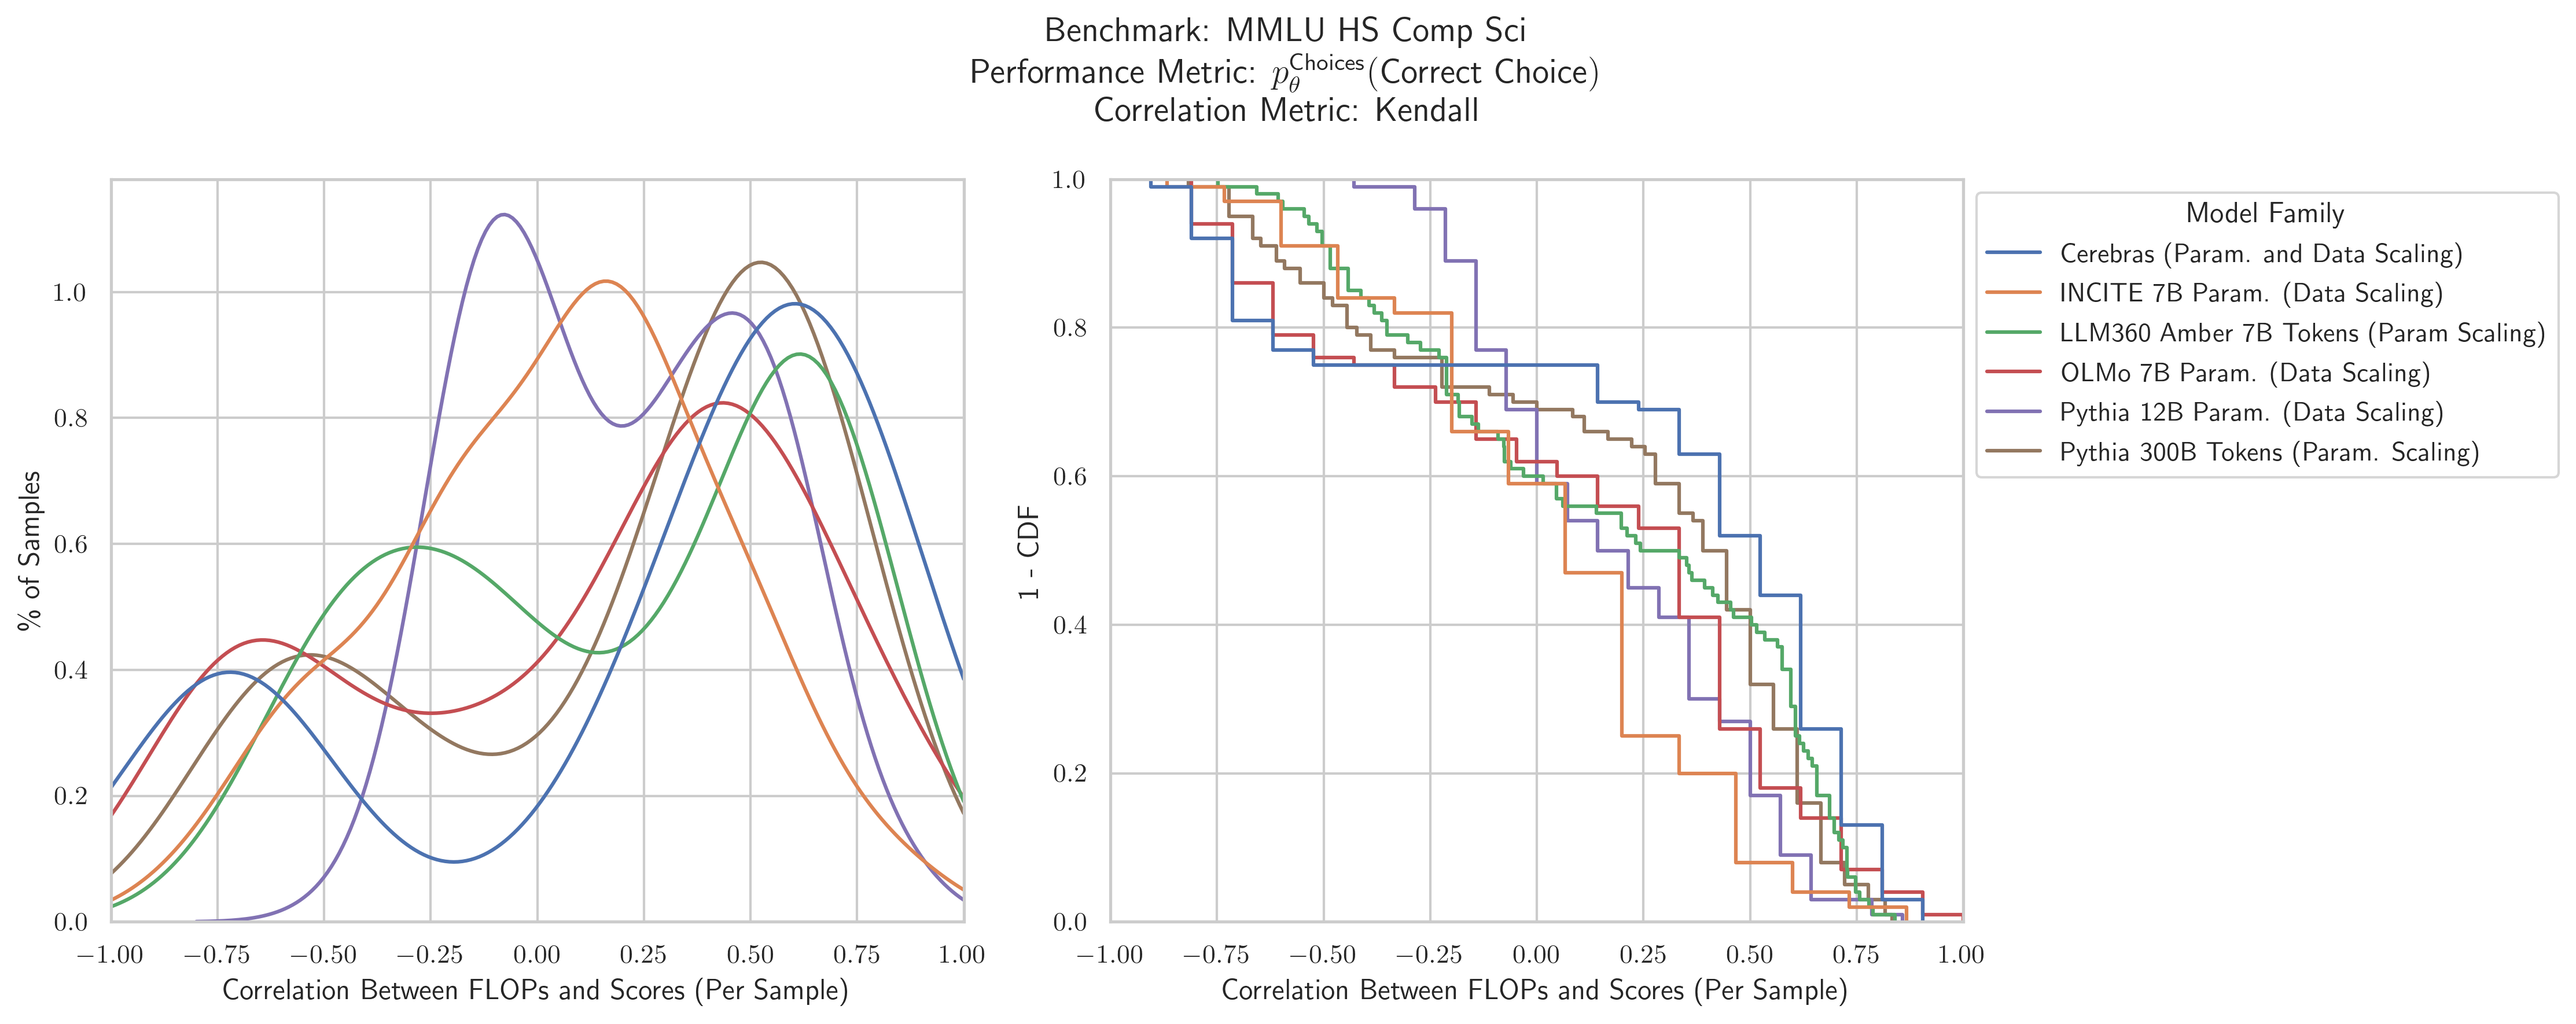 Benchmark: MMLU HS Comp Sci
Performance Metric: $p_\theta^{\text{Choices}}$(Correct Choice)
Correlation Metric: Kendall
% of Samples
1.0
0.8
0.6
0.4
0.2
0.0
−1.00 −0.75 −0.50 −0.25 0.00 0.25 0.50 0.75 1.00
Correlation Between FLOPs and Scores (Per Sample)
1 - CDF
1.0
0.8
0.6
0.4
0.2
0.0
−1.00 −0.75 −0.50 −0.25 0.00 0.25 0.50 0.75 1.00
Correlation Between FLOPs and Scores (Per Sample)
Model Family
Cerebras (Param. and Data Scaling)
INCITE 7B Param. (Data Scaling)
LLM360 Amber 7B Tokens (Param Scaling)
OLMo 7B Param. (Data Scaling)
Pythia 12B Param. (Data Scaling)
Pythia 300B Tokens (Param. Scaling)